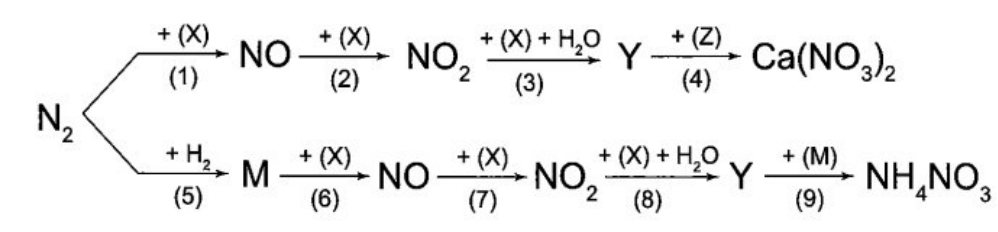 + (X) + (X) + (X) + H₂O + (Z)
NO NO₂ Y Ca(NO₃)₂
(1) (2) (3) (4)
N₂
+ H₂ + (X) + (X) + (X) + H₂O + (M)
M NO NO₂ Y NH₄NO₃
(5) (6) (7) (8) (9)